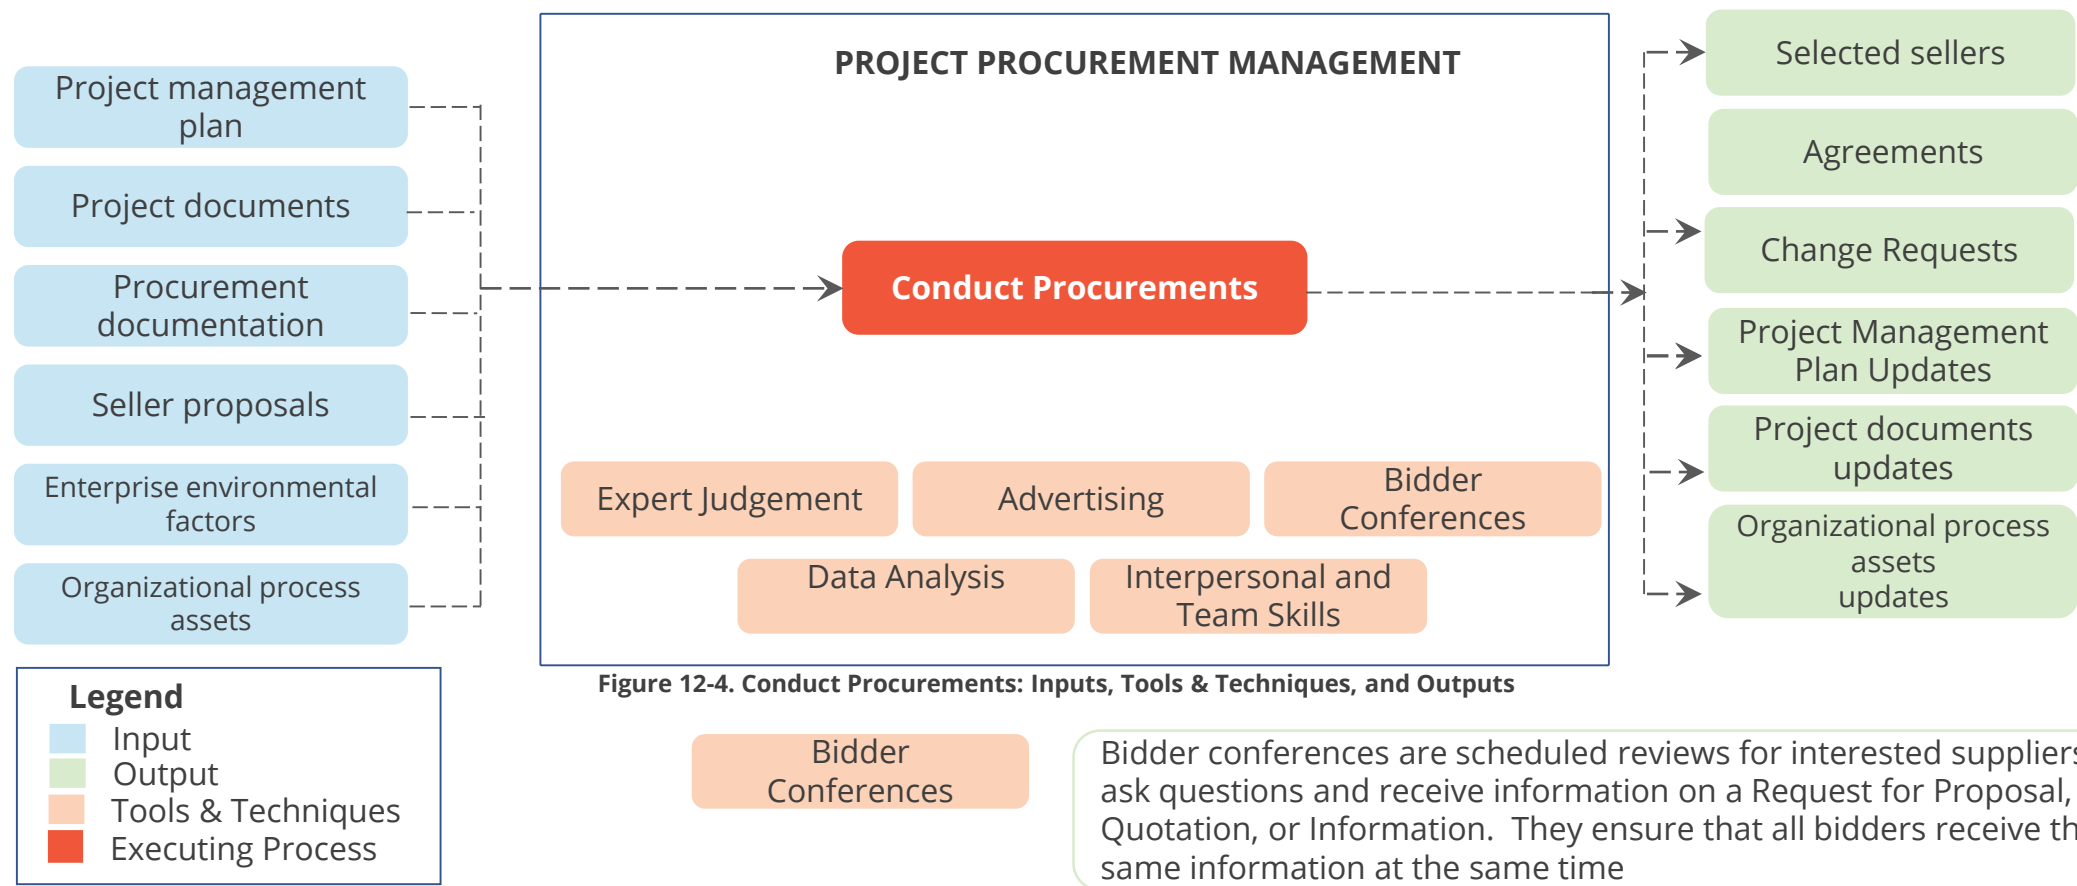 PROJECT PROCUREMENT MANAGEMENT
Project management
plan
Project documents
Procurement
documentation
Seller proposals
Enterprise environmental
factors
Organizational process
assets
Conduct Procurements
Expert Judgement
Advertising
Bidder
Conferences
Data Analysis
Interpersonal and
Team Skills
Selected sellers
Agreements
Change Requests
Project Management
Plan Updates
Project documents
updates
Organizational process
assets
updates
Figure 12-4. Conduct Procurements: Inputs, Tools & Techniques, and Outputs
Legend
Input
Output
Tools & Techniques
Executing Process
Bidder
Conferences
Bidder conferences are scheduled reviews for interested suppliers
ask questions and receive information on a Request for Proposal,
Quotation, or Information.  They ensure that all bidders receive
same information at the same time